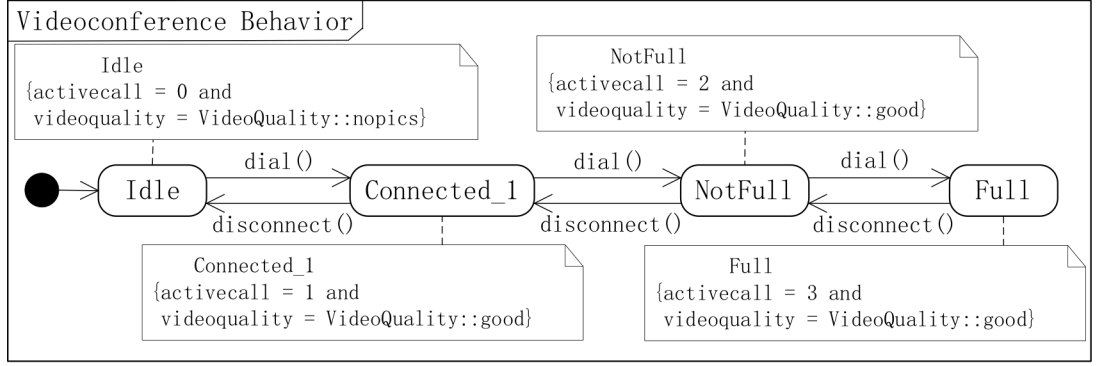 Videoconference Behavior
Idle
{activecall = 0 and
videoquality = VideoQuality::nopics}
NotFull
{activecall = 2 and
videoquality = VideoQuality::good}
Idle
dial()
disconnect()
Connected_1
dial()
disconnect()
NotFull
dial()
disconnect()
Full
Connected_1
{activecall = 1 and
videoquality = VideoQuality::good}
Full
{activecall = 3 and
videoquality = VideoQuality::good}